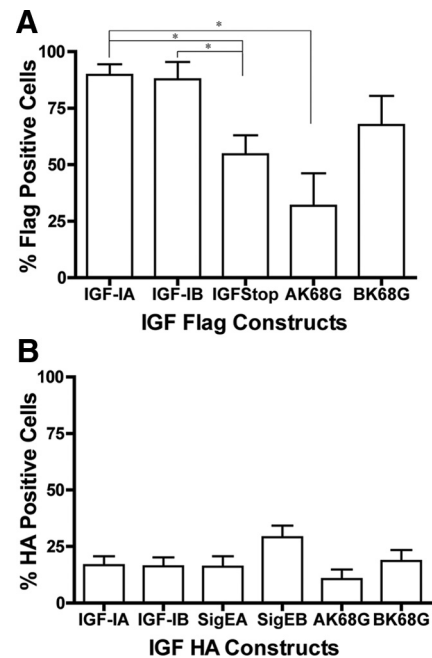 A
*
*
*
100
75
50
25
0
% Flag Positive Cells
IGF-IA IGF-IB IGFStop AK68G BK68G
IGF Flag Constructs
B
100
75
50
25
0
% HA Positive Cells
IGF-IA IGF-IB SigEA SigEB AK68G BK68G
IGF HA Constructs